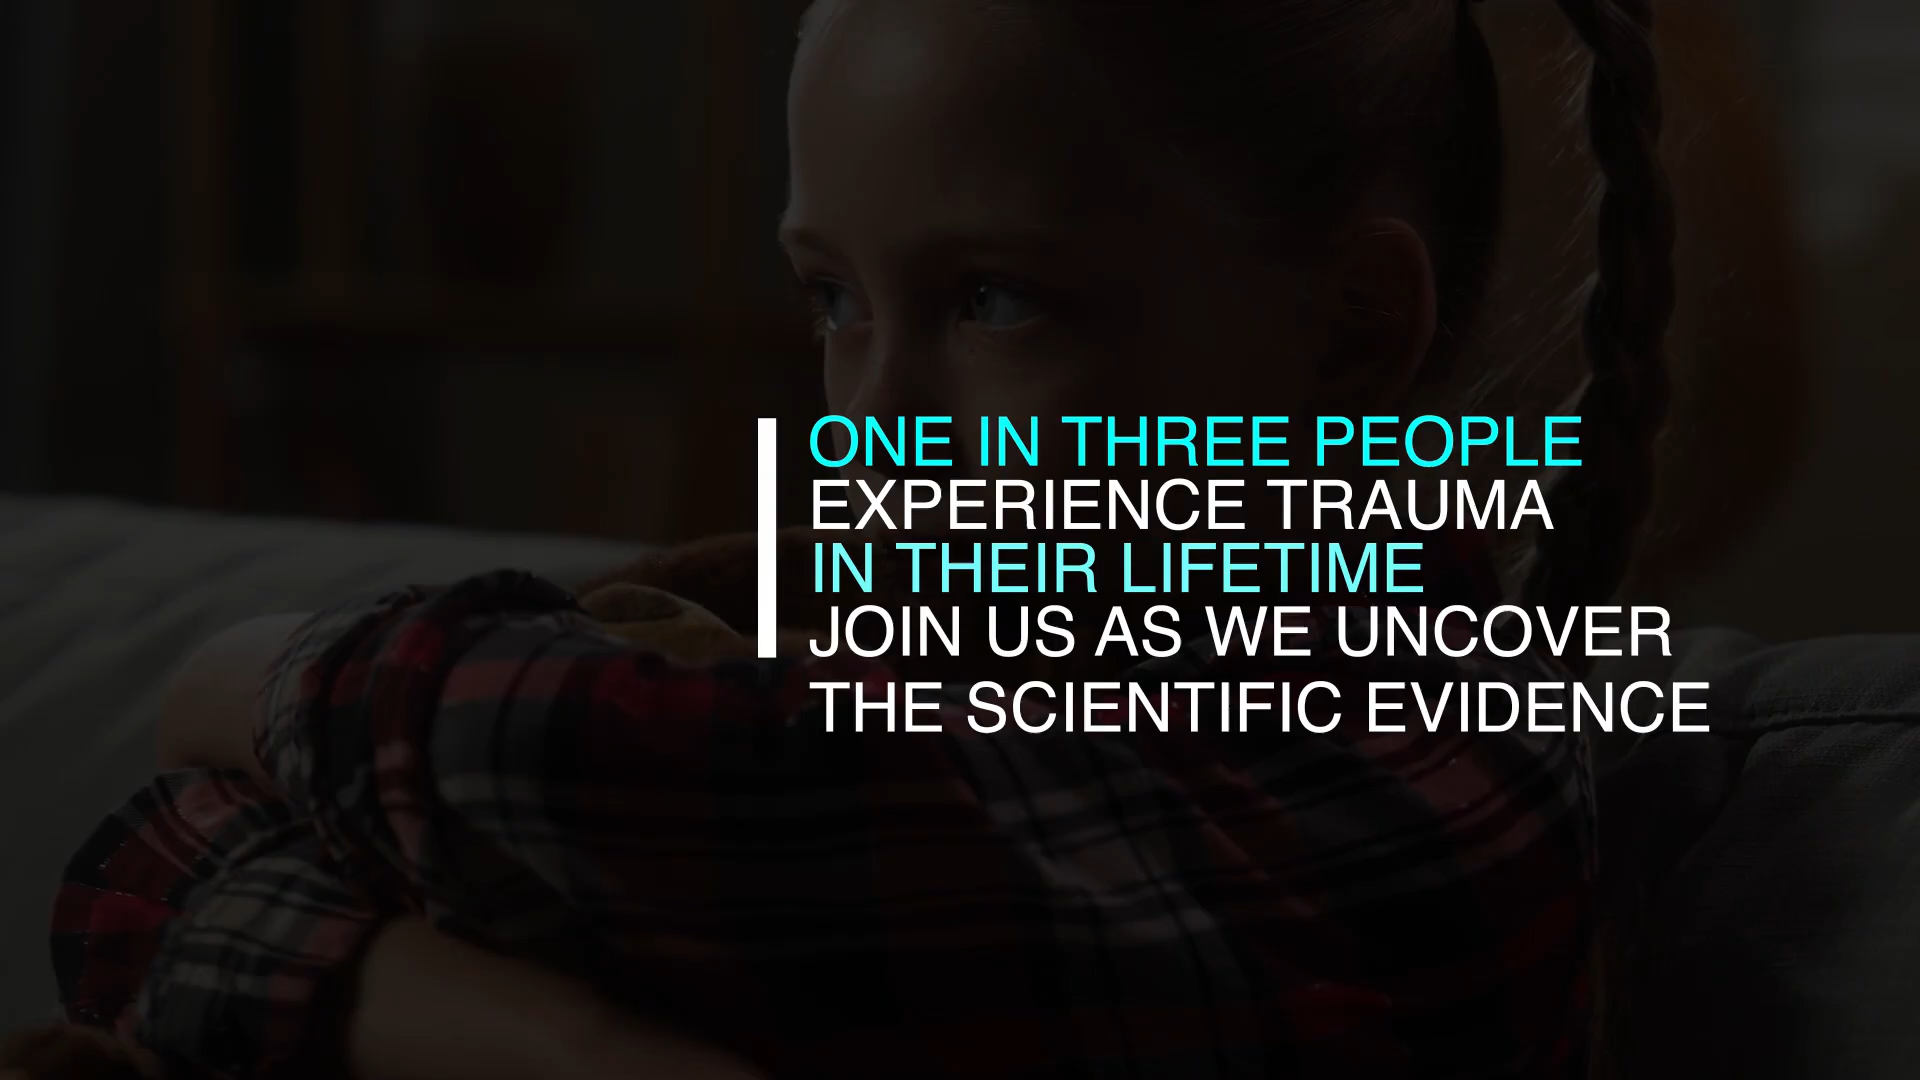 ONE IN THREE PEOPLE
EXPERIENCE TRAUMA
IN THEIR LIFETIME
JOIN US AS WE UNCOVER
THE SCIENTIFIC EVIDENCE